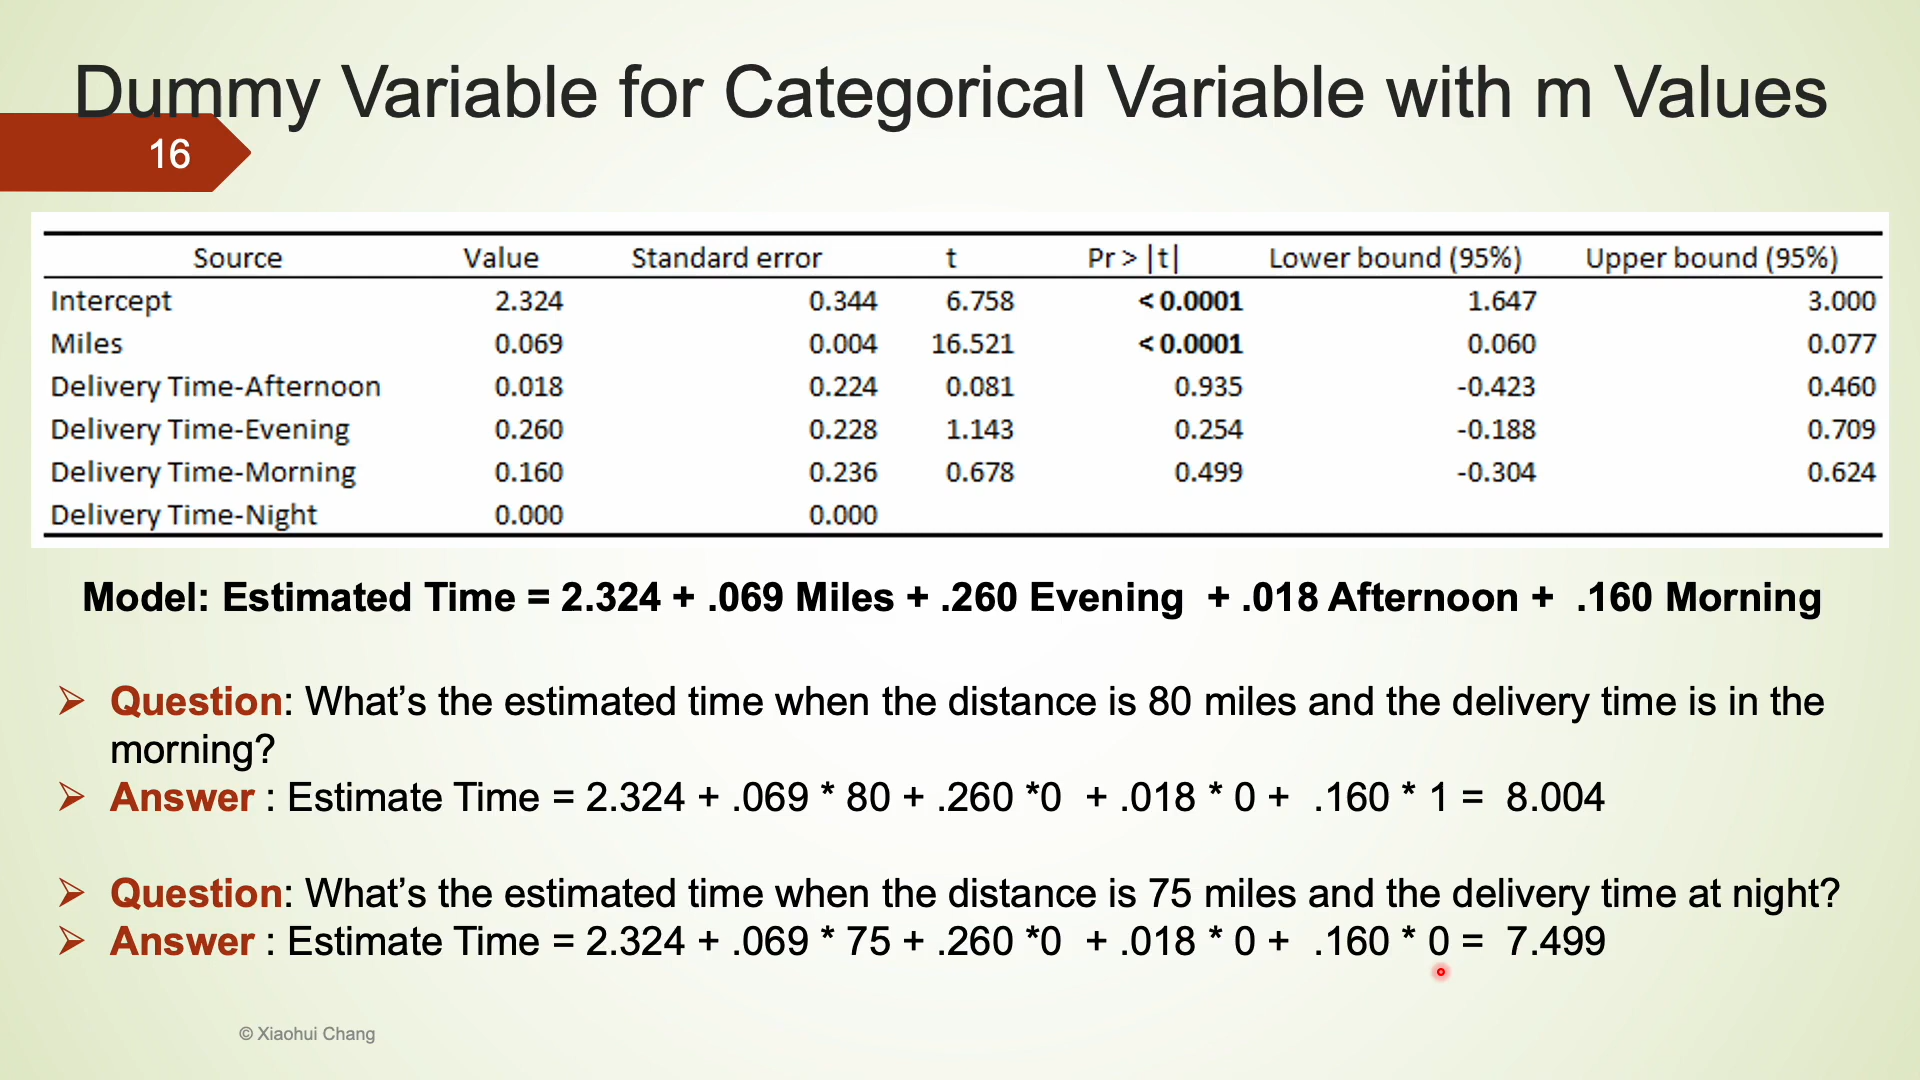 Dummy Variable for Categorical Variable with m Values
16
Source Value Standard error t Pr > |t| Lower bound (95%) Upper bound (95%)
Intercept 2.324 0.344 6.758 < 0.0001 1.647 3.000
Miles 0.069 0.004 16.521 < 0.0001 0.060 0.077
Delivery Time-Afternoon 0.018 0.224 0.081 0.935 -0.423 0.460
Delivery Time-Evening 0.260 0.228 1.143 0.254 -0.188 0.709
Delivery Time-Morning 0.160 0.236 0.678 0.499 -0.304 0.624
Delivery Time-Night 0.000 0.000
Model: Estimated Time = 2.324 + .069 Miles + .260 Evening + .018 Afternoon + .160 Morning
Question: What’s the estimated time when the distance is 80 miles and the delivery time is in the
morning?
Answer : Estimate Time = 2.324 + .069 * 80 + .260 *0 + .018 * 0 + .160 * 1 = 8.004
Question: What’s the estimated time when the distance is 75 miles and the delivery time at night?
Answer : Estimate Time = 2.324 + .069 * 75 + .260 *0 + .018 * 0 + .160 * 0 = 7.499
© Xiaohui Chang